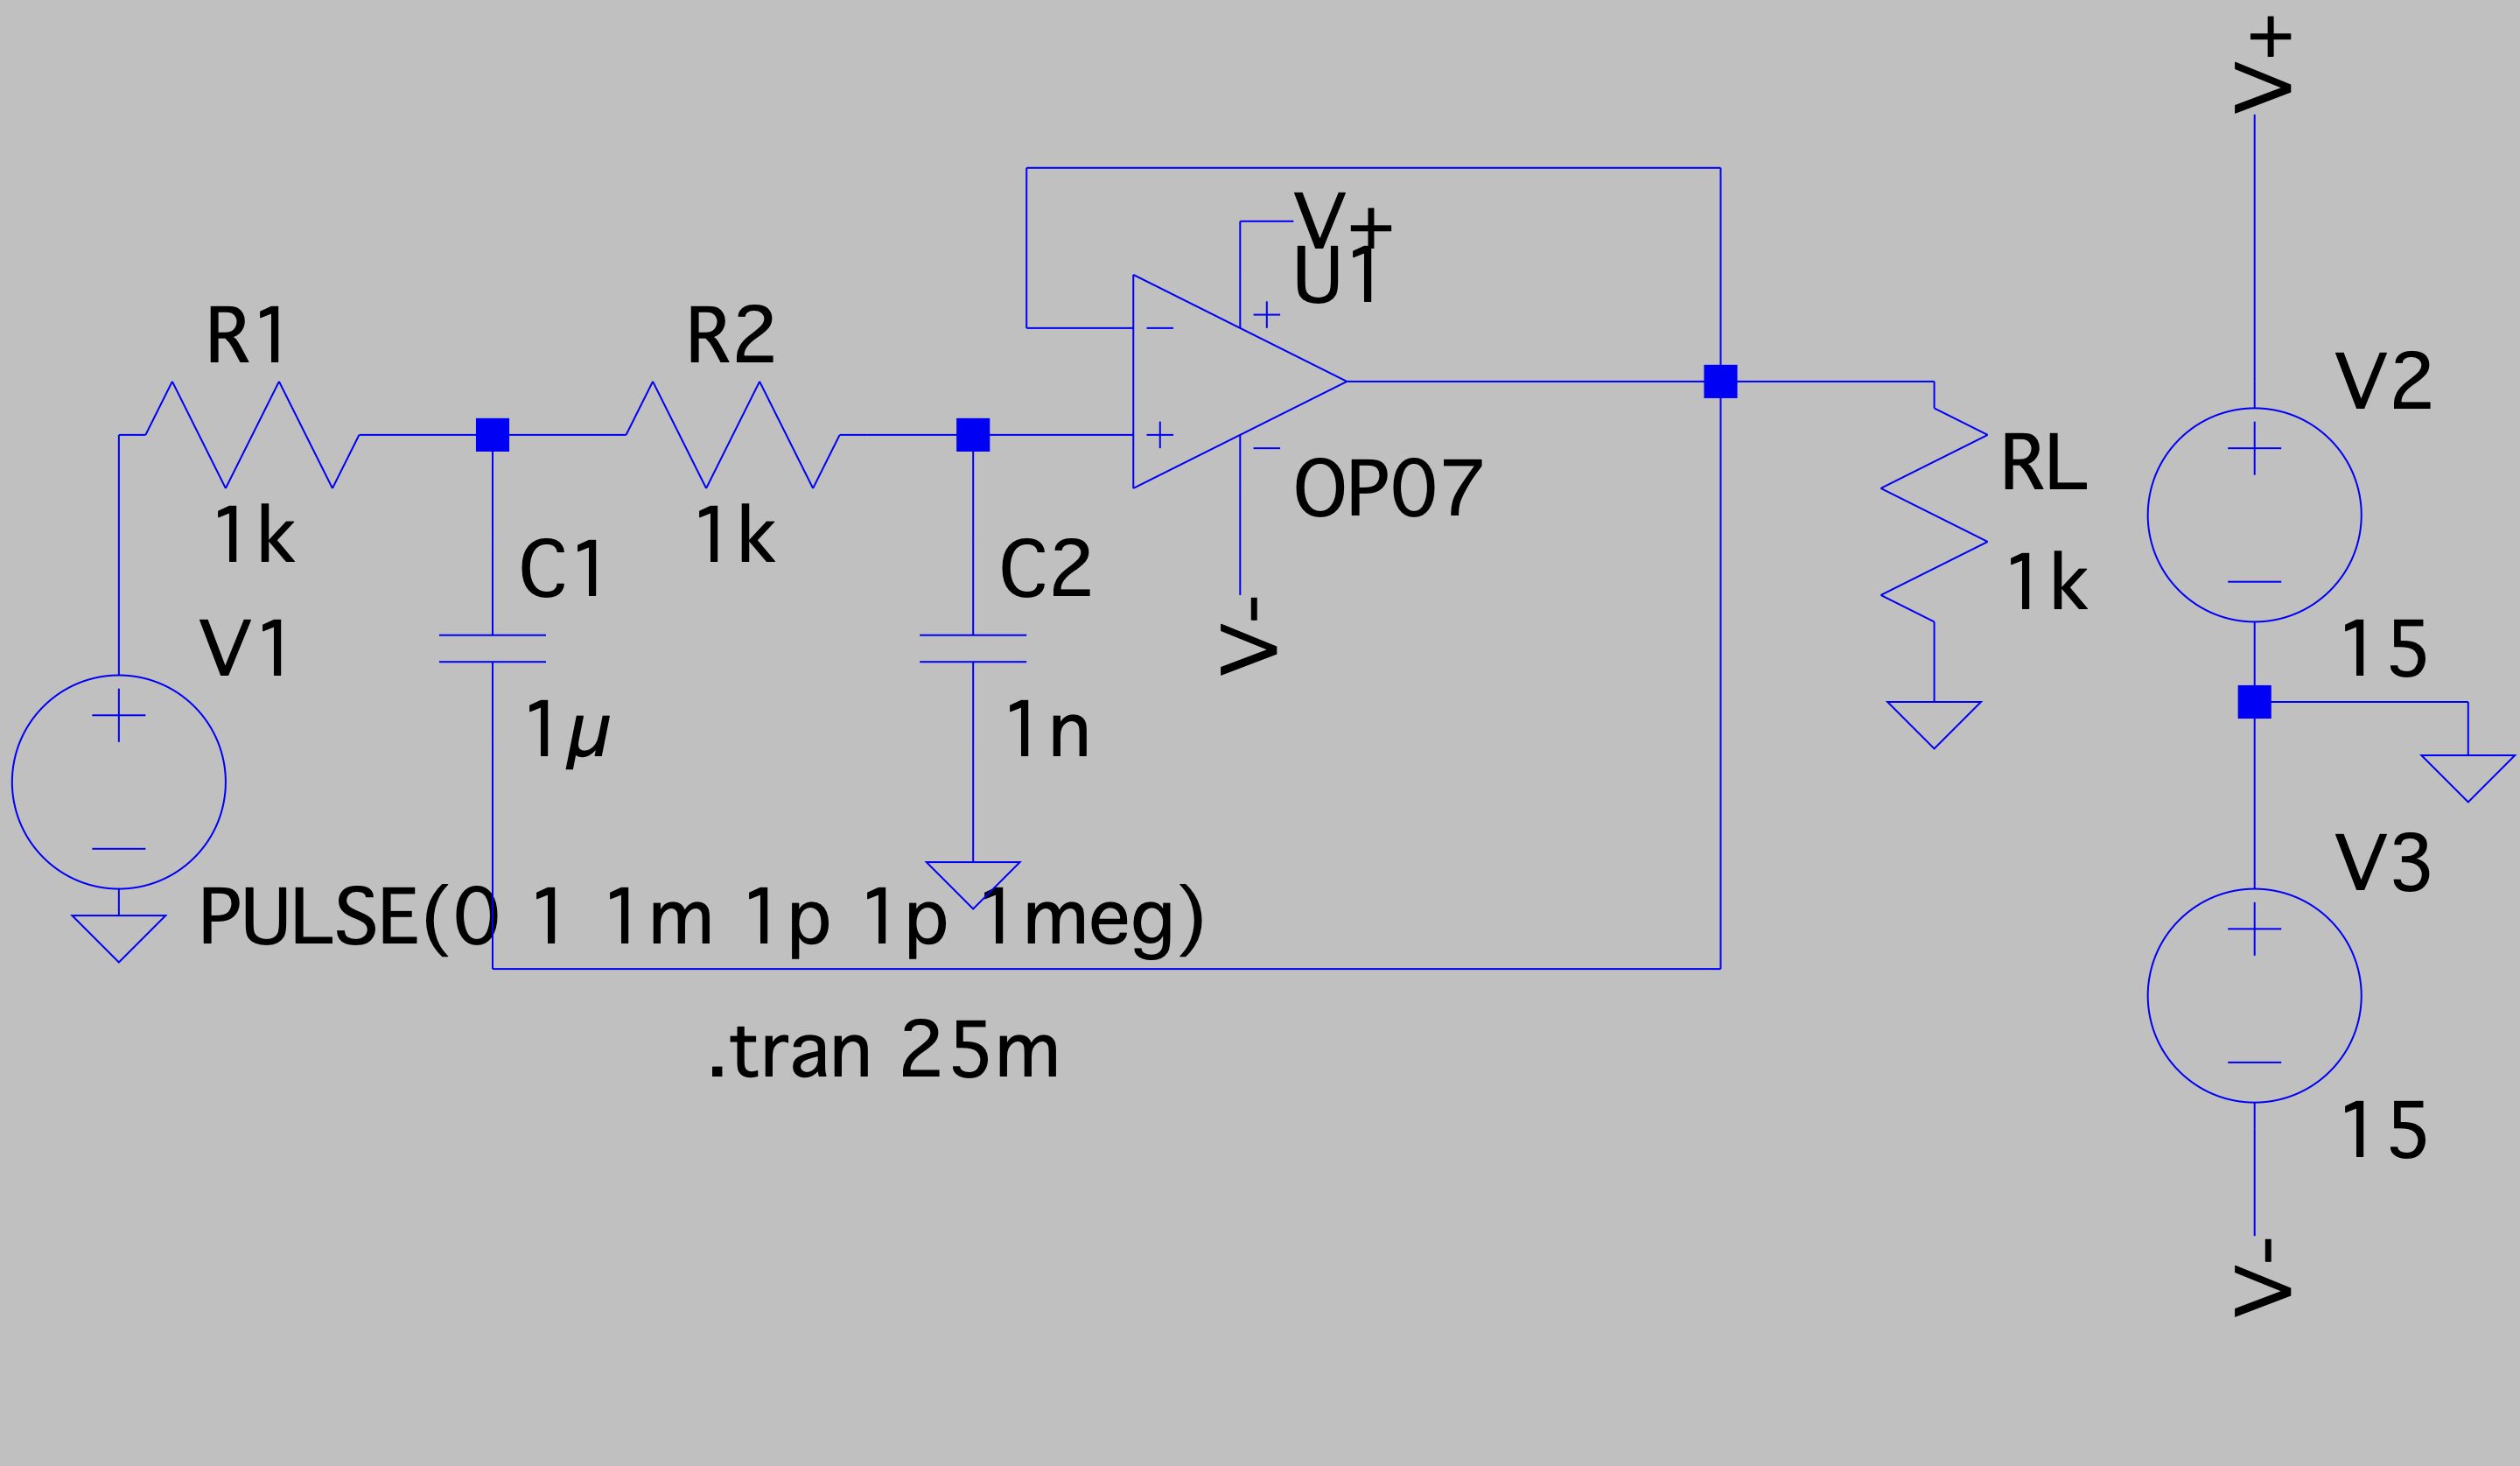 V+
V+
U1
R1
R2
V2
RL
OP07
1k
1k
C1
C2
1k
V1
15
V-
1µ
1n
V3
PULSE(0 1 1m 1p 1p 1meg)
.tran 25m
15
V-